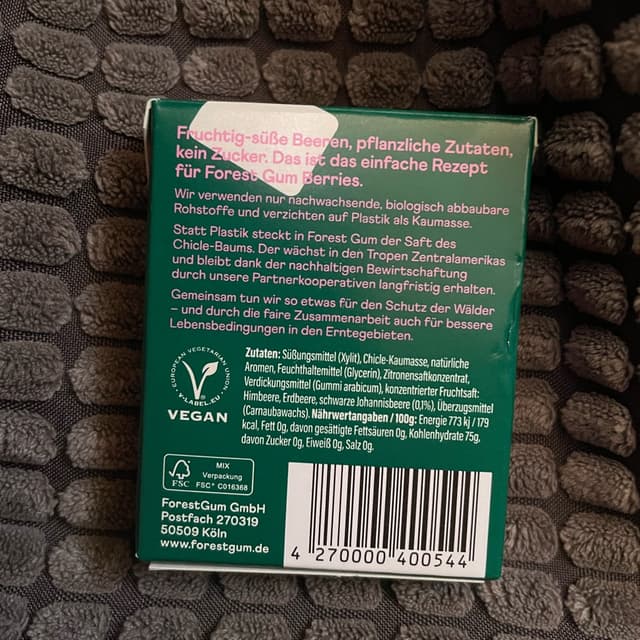 Fruchtig-süße Beeren, pflanzliche Zutaten,
kein Zucker. Das ist das einfache Rezept
für Forest Gum Berries.
Wir verwenden nur nachwachsende, biologisch abbaubare
Rohstoffe und verzichten auf Plastik als Kaumasse.
Statt Plastik steckt in Forest Gum der Saft des
Chicle-Baums. Der wächst in den Tropen Zentralamerikas
und bleibt dank der nachhaltigen Bewirtschaftung
durch unsere Partnerkooperativen langfristig erhalten.
Gemeinsam tun wir so etwas für den Schutz der Wälder
– und durch die faire Zusammenarbeit auch für bessere
Lebensbedingungen in den Erntegebieten.
EUROPEAN VEGETARIAN UNION
V-LABEL.EU
VEGAN
Zutaten: Süßungsmittel (Xylit), Chicle-Kaumasse, natürliche
Aromen, Feuchthaltemittel (Glycerin), Zitronensaftkonzentrat,
Verdickungsmittel (Gummi arabicum), konzentrierter Fruchtsaft:
Himbeere, Erdbeere, schwarze Johannisbeere (0,1%), Überzugsmittel
(Carnaubawachs). Nährwertangaben / 100g: Energie 773 kj / 179
kcal, Fett 0g, davon gesättigte Fettsäuren 0g, Kohlenhydrate 75g,
davon Zucker 0g, Eiweiß 0g, Salz 0g.
FSC
MIX
Verpackung
FSC® C016368
ForestGum GmbH
Postfach 270319
50509 Köln
www.forestgum.de
4 270000 400544